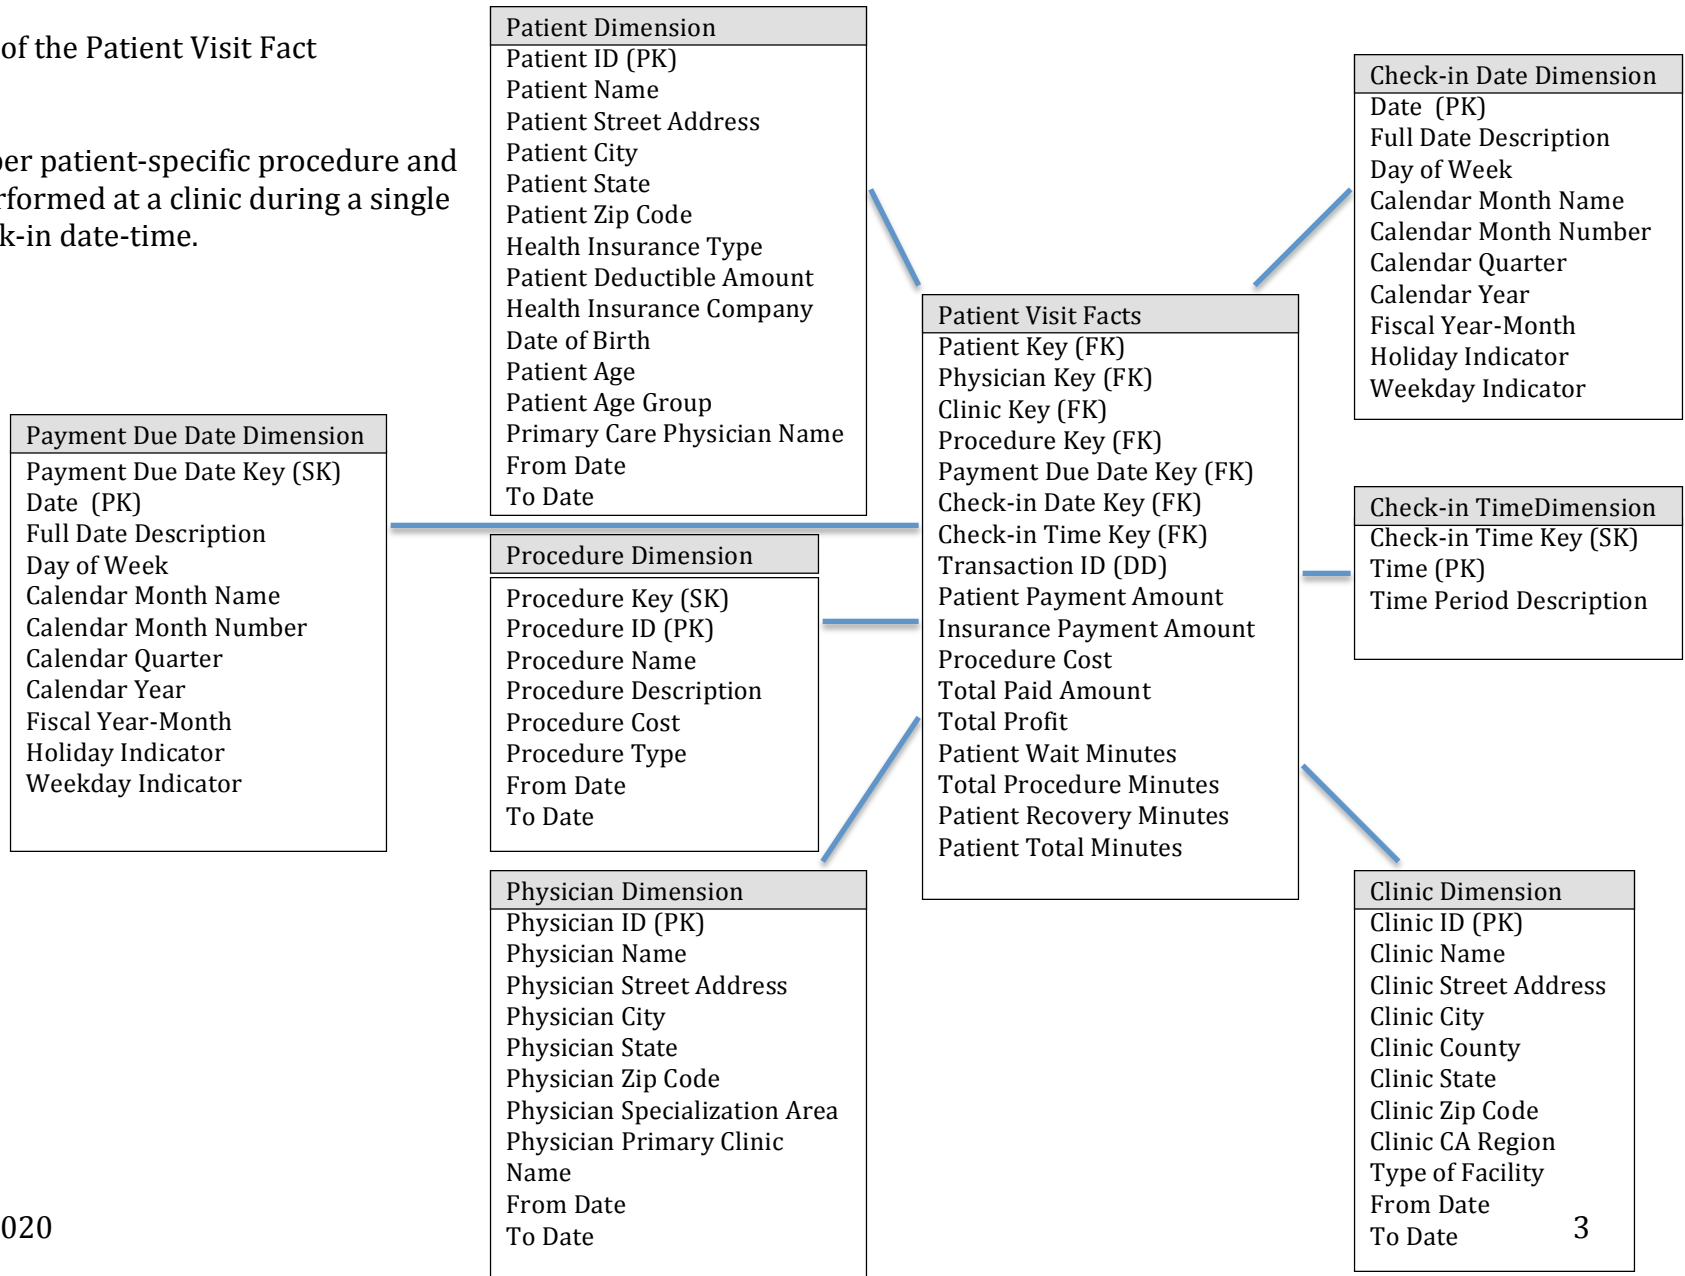 of the Patient Visit Fact
per patient-specific procedure and
rformed at a clinic during a single
k-in date-time.
Patient Dimension
Patient ID (PK)
Patient Name
Patient Street Address
Patient City
Patient State
Patient Zip Code
Health Insurance Type
Patient Deductible Amount
Health Insurance Company
Date of Birth
Patient Age
Patient Age Group
Primary Care Physician Name
From Date
To Date
Check-in Date Dimension
Date (PK)
Full Date Description
Day of Week
Calendar Month Name
Calendar Month Number
Calendar Quarter
Calendar Year
Fiscal Year-Month
Holiday Indicator
Weekday Indicator
Patient Visit Facts
Patient Key (FK)
Physician Key (FK)
Clinic Key (FK)
Procedure Key (FK)
Payment Due Date Key (FK)
Check-in Date Key (FK)
Check-in Time Key (FK)
Transaction ID (DD)
Patient Payment Amount
Insurance Payment Amount
Procedure Cost
Total Paid Amount
Total Profit
Patient Wait Minutes
Total Procedure Minutes
Patient Recovery Minutes
Patient Total Minutes
Payment Due Date Dimension
Payment Due Date Key (SK)
Date (PK)
Full Date Description
Day of Week
Calendar Month Name
Calendar Month Number
Calendar Quarter
Calendar Year
Fiscal Year-Month
Holiday Indicator
Weekday Indicator
Procedure Dimension
Procedure Key (SK)
Procedure ID (PK)
Procedure Name
Procedure Description
Procedure Cost
Procedure Type
From Date
To Date
Check-in TimeDimension
Check-in Time Key (SK)
Time (PK)
Time Period Description
Physician Dimension
Physician ID (PK)
Physician Name
Physician Street Address
Physician City
Physician State
Physician Zip Code
Physician Specialization Area
Physician Primary Clinic
Name
From Date
To Date
Clinic Dimension
Clinic ID (PK)
Clinic Name
Clinic Street Address
Clinic City
Clinic County
Clinic State
Clinic Zip Code
Clinic CA Region
Type of Facility
From Date
To Date
020
3